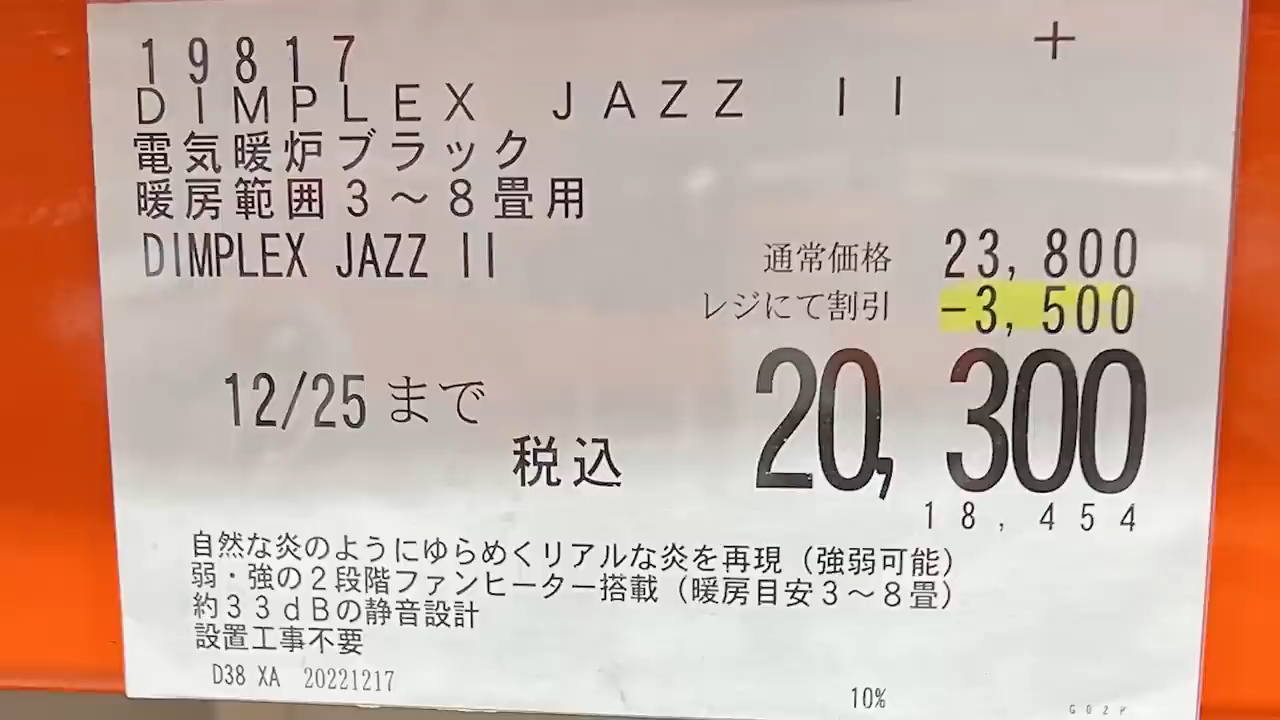 +
19817
DIMPLEX JAZZ II
電気暖炉ブラック
暖房範囲3〜8畳用
DIMPLEX JAZZ II
通常価格 23,800
レジにて割引 -3,500
12/25まで
税込 20,300
18,454
自然な炎のようにゆらめくリアルな炎を再現（強弱可能）
弱・強の2段階ファンヒーター搭載（暖房目安3〜8畳）
約33dBの静音設計
設置工事不要
D38 XA 20221217
10%
G02P